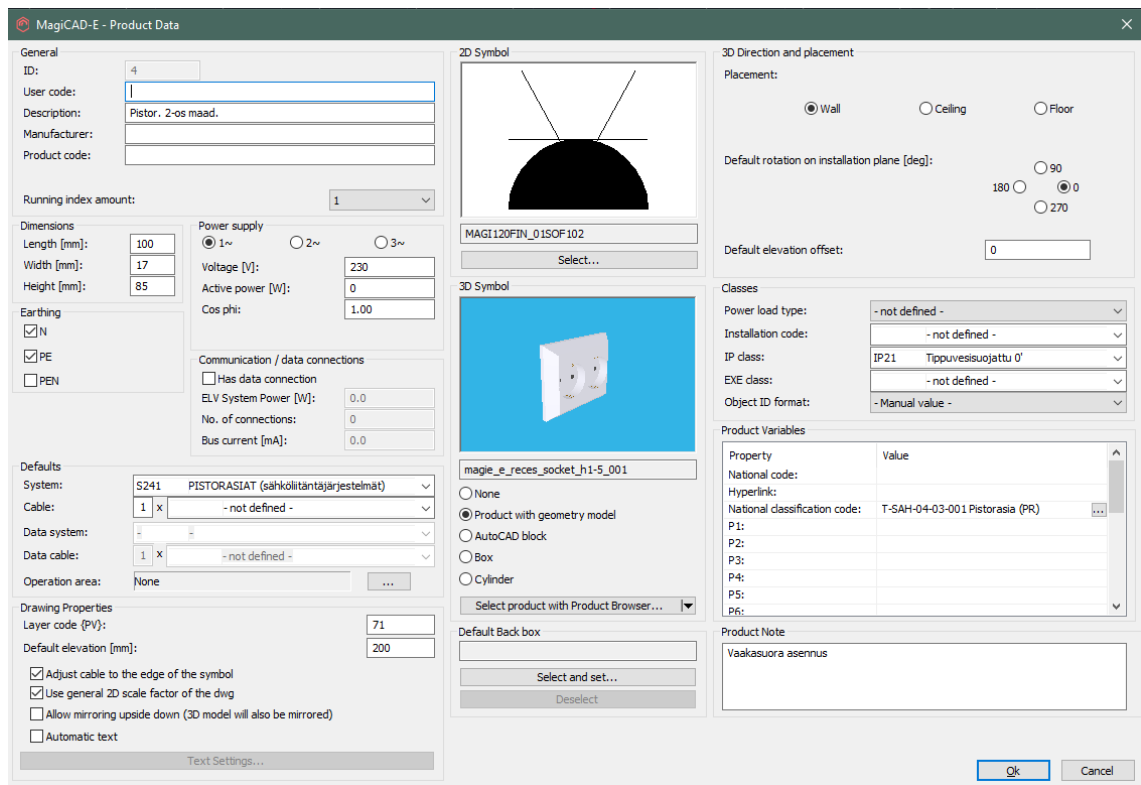 MagiCAD-E - Product Data
General
ID: 4
User code:
Description: Pistor. 2-os maad.
Manufacturer:
Product code:
Running index amount: 1
Dimensions
Length [mm]: 100
Width [mm]: 17
Height [mm]: 85
Power supply
1~ 2~ 3~
Voltage [V]: 230
Active power [W]: 0
Cos phi: 1.00
Earthing
N
PE
PEN
Communication / data connections
Has data connection
ELV System Power [W]: 0.0
No. of connections: 0
Bus current [mA]: 0.0
Defaults
System: S241 PISTORASIAT (sähköliitäntäjärjestelmät)
Cable: 1 x - not defined -
Data system: - -
Data cable: 1 x - not defined -
Operation area: None ...
Drawing Properties
Layer code {PV}: 71
Default elevation [mm]: 200
Adjust cable to the edge of the symbol
Use general 2D scale factor of the dwg
Allow mirroring upside down (3D model will also be mirrored)
Automatic text
Text Settings...
2D Symbol
MAGI120FIN_01SOF102
Select...
3D Symbol
magie_e_reces_socket_h1-5_001
None
Product with geometry model
AutoCAD block
Box
Cylinder
Select product with Product Browser...
Default Back box
Select and set...
Deselect
3D Direction and placement
Placement:
Wall Ceiling Floor
Default rotation on installation plane [deg]:
90
180 0
270
Default elevation offset: 0
Classes
Power load type: - not defined -
Installation code: - not defined -
IP class: IP21 Tippuvesisuojattu 0'
EXE class: - not defined -
Object ID format: - Manual value -
Product Variables
Property Value
National code:
Hyperlink:
National classification code: T-SAH-04-03-001 Pistorasia (PR) ...
P1:
P2:
P3:
P4:
P5:
P6:
Product Note
Vaakasuora asennus
Ok Cancel